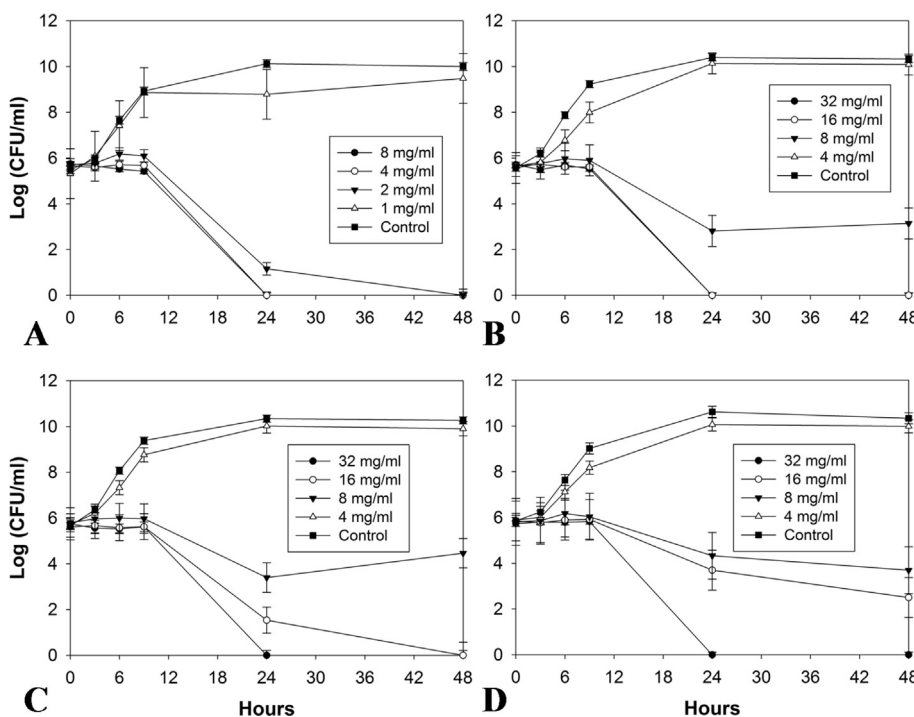 12
10
8
6
4
2
0
Log (CFU/ml)
8 mg/ml
4 mg/ml
2 mg/ml
1 mg/ml
Control
0 6 12 18 24 30 36 42 48
A
12
10
8
6
4
2
0
32 mg/ml
16 mg/ml
8 mg/ml
4 mg/ml
Control
0 6 12 18 24 30 36 42 48
B
12
10
8
6
4
2
0
Log (CFU/ml)
32 mg/ml
16 mg/ml
8 mg/ml
4 mg/ml
Control
0 6 12 18 24 30 36 42 48
C
Hours
12
10
8
6
4
2
0
32 mg/ml
16 mg/ml
8 mg/ml
4 mg/ml
Control
0 6 12 18 24 30 36 42 48
D
Hours